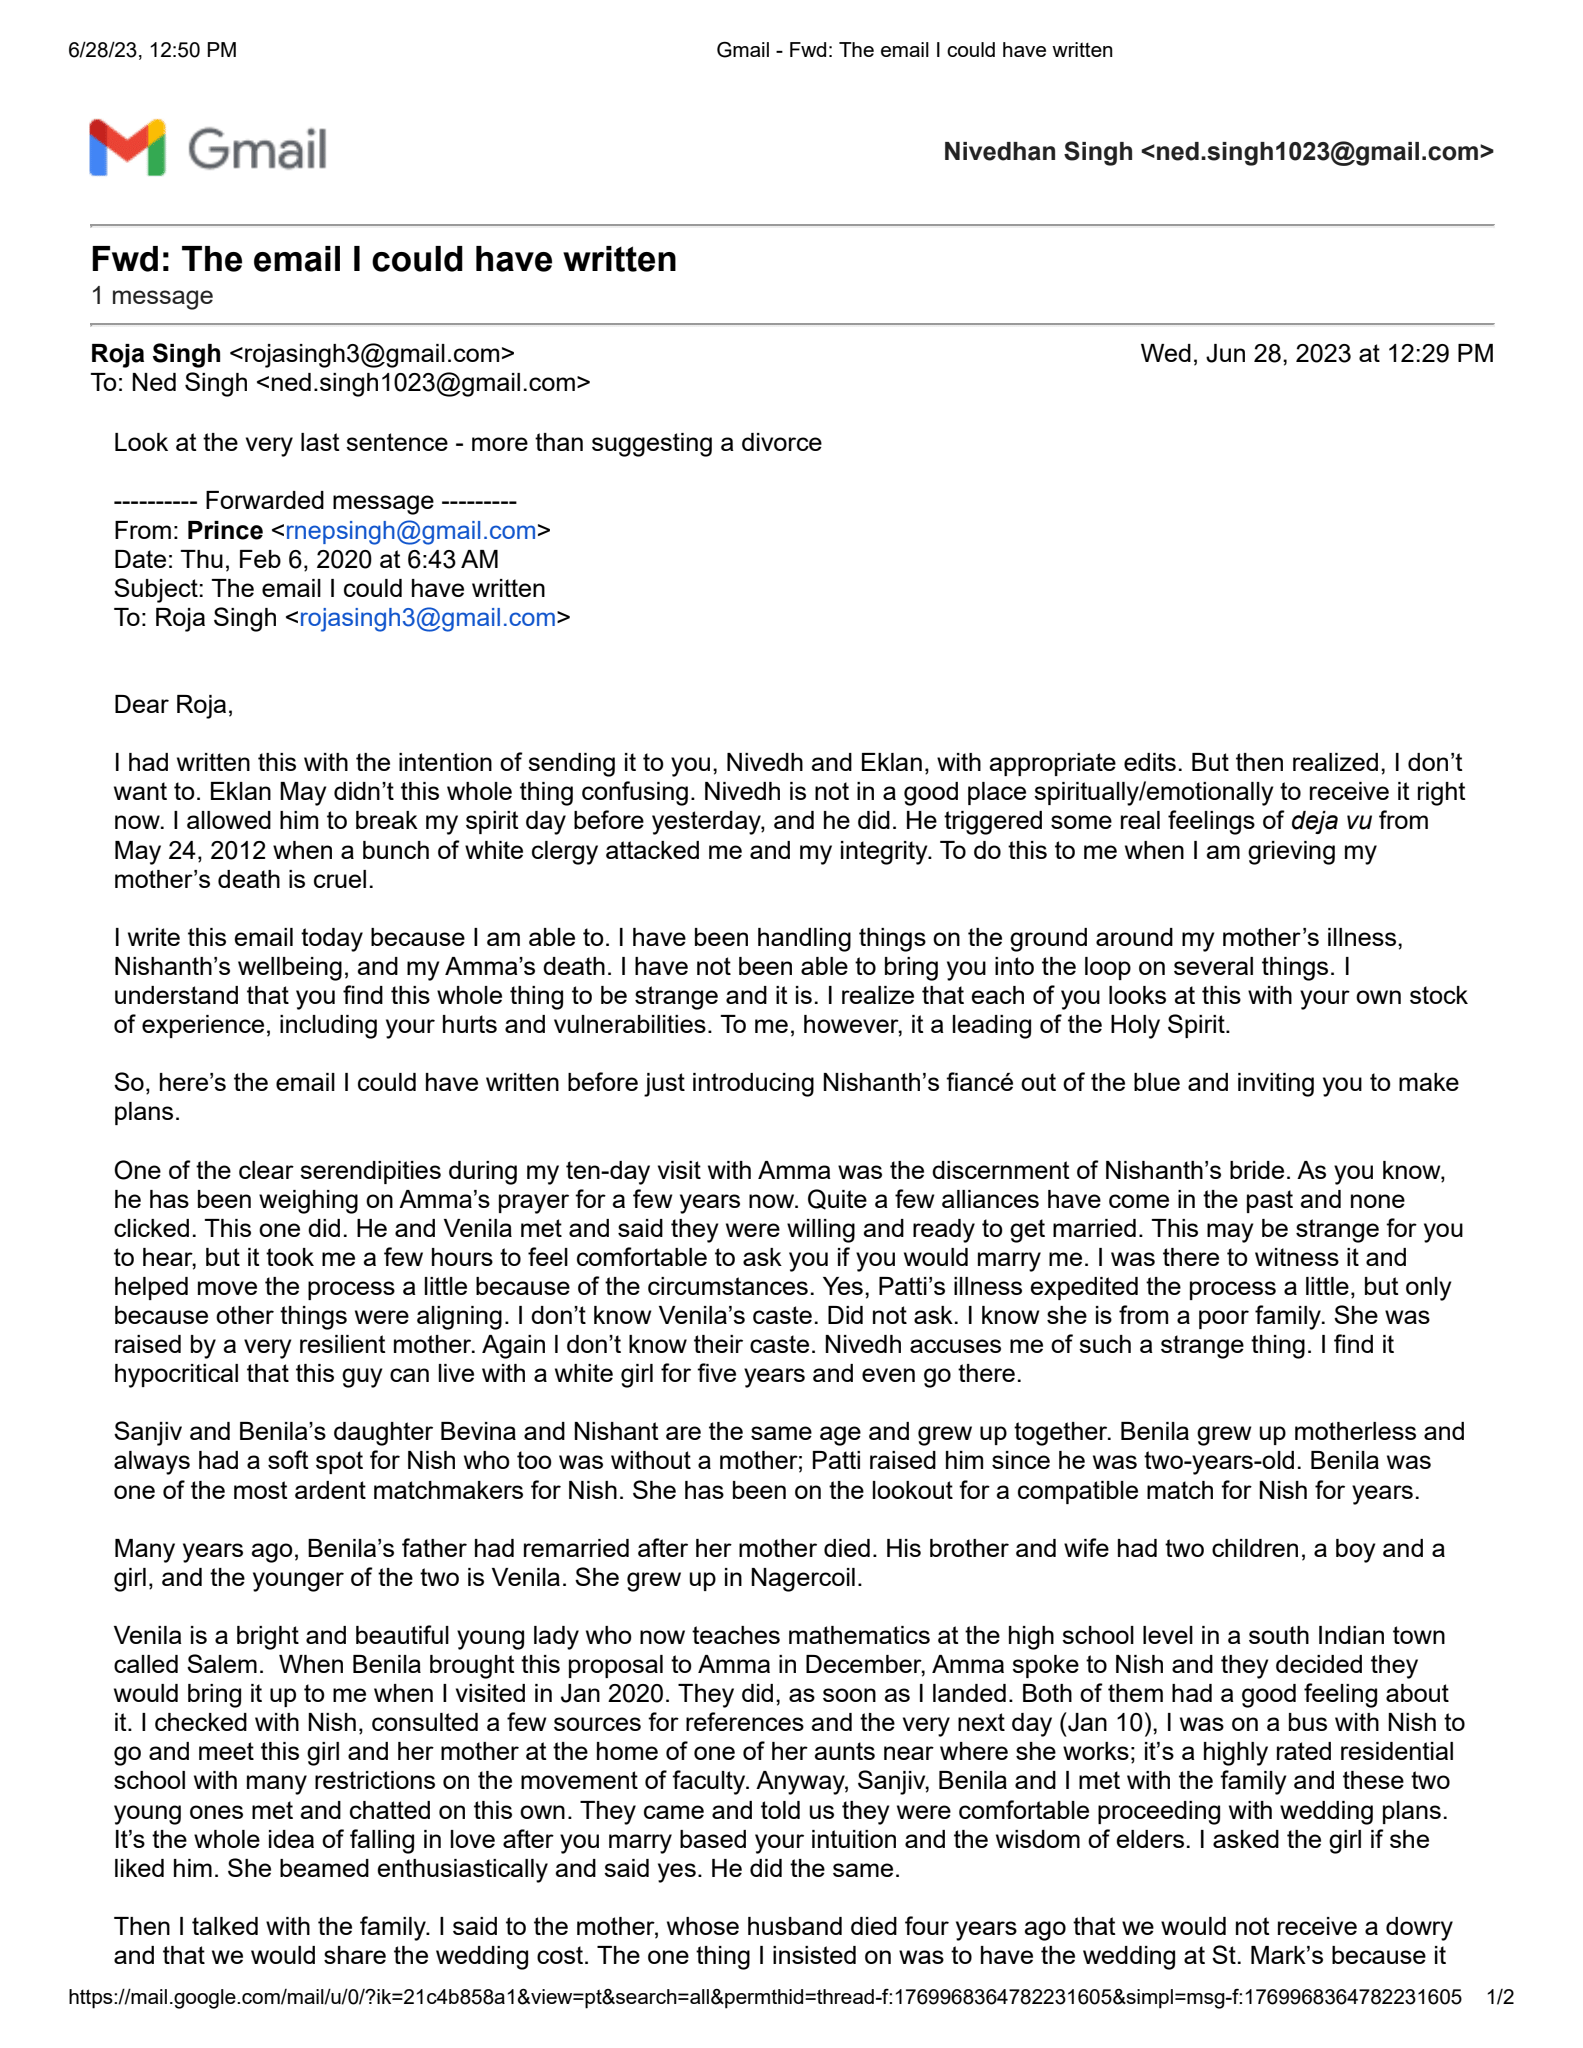 6/28/23, 12:50 PM
Gmail - Fwd: The email I could have written
Gmail
Nivedhan Singh <ned.singh1023@gmail.com>
Fwd: The email I could have written
1 message
Roja Singh <rojasingh3@gmail.com>
Wed, Jun 28, 2023 at 12:29 PM
To: Ned Singh <ned.singh1023@gmail.com>
Look at the very last sentence - more than suggesting a divorce
---------- Forwarded message ---------
From: Prince <rnepsingh@gmail.com>
Date: Thu, Feb 6, 2020 at 6:43 AM
Subject: The email I could have written
To: Roja Singh <rojasingh3@gmail.com>
Dear Roja,
I had written this with the intention of sending it to you, Nivedh and Eklan, with appropriate edits. But then realized, I don’t
want to. Eklan May didn’t this whole thing confusing. Nivedh is not in a good place spiritually/emotionally to receive it right
now. I allowed him to break my spirit day before yesterday, and he did. He triggered some real feelings of deja vu from
May 24, 2012 when a bunch of white clergy attacked me and my integrity. To do this to me when I am grieving my
mother’s death is cruel.
I write this email today because I am able to. I have been handling things on the ground around my mother’s illness,
Nishanth’s wellbeing, and my Amma’s death. I have not been able to bring you into the loop on several things. I
understand that you find this whole thing to be strange and it is. I realize that each of you looks at this with your own stock
of experience, including your hurts and vulnerabilities. To me, however, it a leading of the Holy Spirit.
So, here’s the email I could have written before just introducing Nishanth’s fiancé out of the blue and inviting you to make
plans.
One of the clear serendipities during my ten-day visit with Amma was the discernment of Nishanth’s bride. As you know,
he has been weighing on Amma’s prayer for a few years now. Quite a few alliances have come in the past and none
clicked. This one did. He and Venila met and said they were willing and ready to get married. This may be strange for you
to hear, but it took me a few hours to feel comfortable to ask you if you would marry me. I was there to witness it and
helped move the process a little because of the circumstances. Yes, Patti’s illness expedited the process a little, but only
because other things were aligning. I don’t know Venila’s caste. Did not ask. I know she is from a poor family. She was
raised by a very resilient mother. Again I don’t know their caste. Nivedh accuses me of such a strange thing. I find it
hypocritical that this guy can live with a white girl for five years and even go there.
Sanjiv and Benila’s daughter Bevina and Nishant are the same age and grew up together. Benila grew up motherless and
always had a soft spot for Nish who too was without a mother; Patti raised him since he was two-years-old. Benila was
one of the most ardent matchmakers for Nish. She has been on the lookout for a compatible match for Nish for years.
Many years ago, Benila’s father had remarried after her mother died. His brother and wife had two children, a boy and a
girl, and the younger of the two is Venila. She grew up in Nagercoil.
Venila is a bright and beautiful young lady who now teaches mathematics at the high school level in a south Indian town
called Salem.  When Benila brought this proposal to Amma in December, Amma spoke to Nish and they decided they
would bring it up to me when I visited in Jan 2020. They did, as soon as I landed. Both of them had a good feeling about
it. I checked with Nish, consulted a few sources for references and the very next day (Jan 10), I was on a bus with Nish to
go and meet this girl and her mother at the home of one of her aunts near where she works; it’s a highly rated residential
school with many restrictions on the movement of faculty. Anyway, Sanjiv, Benila and I met with the family and these two
young ones met and chatted on this own. They came and told us they were comfortable proceeding with wedding plans.
It’s the whole idea of falling in love after you marry based your intuition and the wisdom of elders. I asked the girl if she
liked him. She beamed enthusiastically and said yes. He did the same.
Then I talked with the family. I said to the mother, whose husband died four years ago that we would not receive a dowry
and that we would share the wedding cost. The one thing I insisted on was to have the wedding at St. Mark’s because it
https://mail.google.com/mail/u/0/?ik=21c4b858a1&view=pt&search=all&permthid=thread-f:1769968364782231605&simpl=msg-f:1769968364782231605 1/2